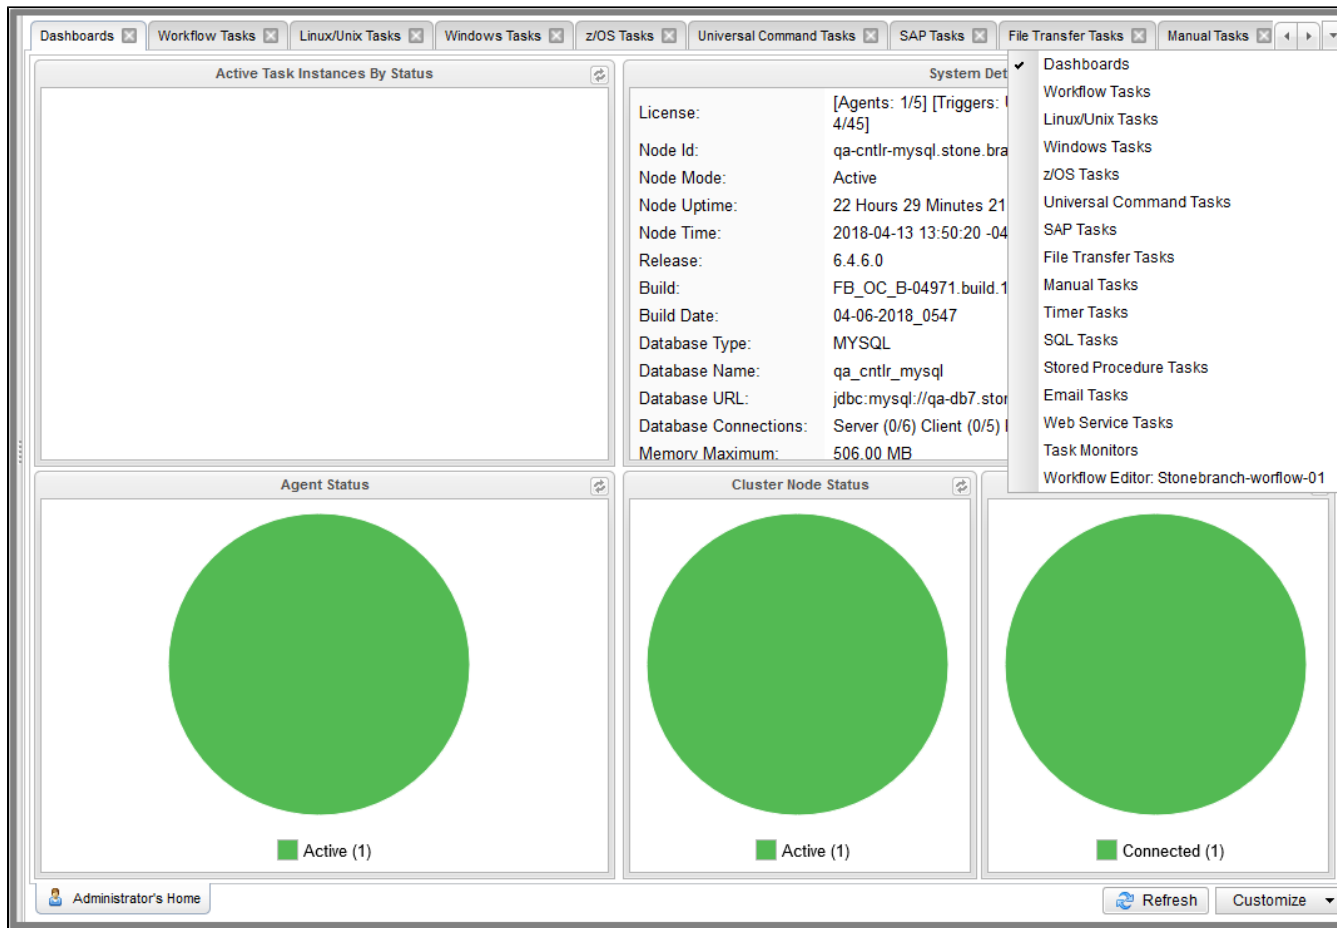 Dashboards
Workflow Tasks
Linux/Unix Tasks
Windows Tasks
z/OS Tasks
Universal Command Tasks
SAP Tasks
File Transfer Tasks
Manual Tasks
Active Task Instances By Status
System Det
License: [Agents: 1/5] [Triggers:
4/45]
Node Id: qa-cntlr-mysql.stone.bra
Node Mode: Active
Node Uptime: 22 Hours 29 Minutes 21
Node Time: 2018-04-13 13:50:20 -04
Release: 6.4.6.0
Build: FB_OC_B-04971.build.1
Build Date: 04-06-2018_0547
Database Type: MYSQL
Database Name: qa_cntlr_mysql
Database URL: jdbc:mysql://qa-db7.stor
Database Connections: Server (0/6) Client (0/5)
Memory Maximum: 506.00 MB
Dashboards
Workflow Tasks
Linux/Unix Tasks
Windows Tasks
z/OS Tasks
Universal Command Tasks
SAP Tasks
File Transfer Tasks
Manual Tasks
Timer Tasks
SQL Tasks
Stored Procedure Tasks
Email Tasks
Web Service Tasks
Task Monitors
Workflow Editor: Stonebranch-worflow-01
Agent Status
Cluster Node Status
Active (1)
Active (1)
Connected (1)
Administrator's Home
Refresh
Customize